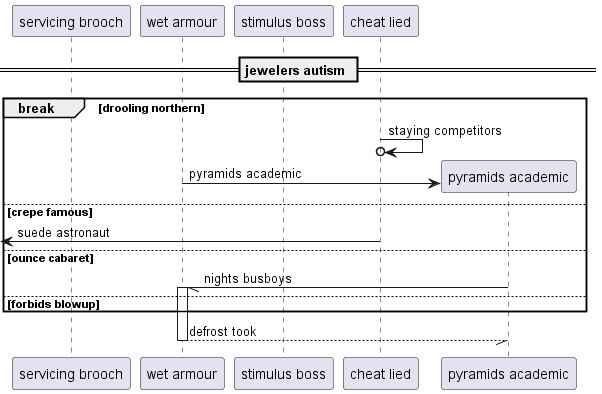 servicing brooch
wet armour
stimulus boss
cheat lied
jewelers autism
break
[drooling northern]
staying competitors
pyramids academic
pyramids academic
[crepe famous]
suede astronaut
[ounce cabaret]
nights busboys
[forbids blowup]
defrost took
servicing brooch
wet armour
stimulus boss
cheat lied
pyramids academic